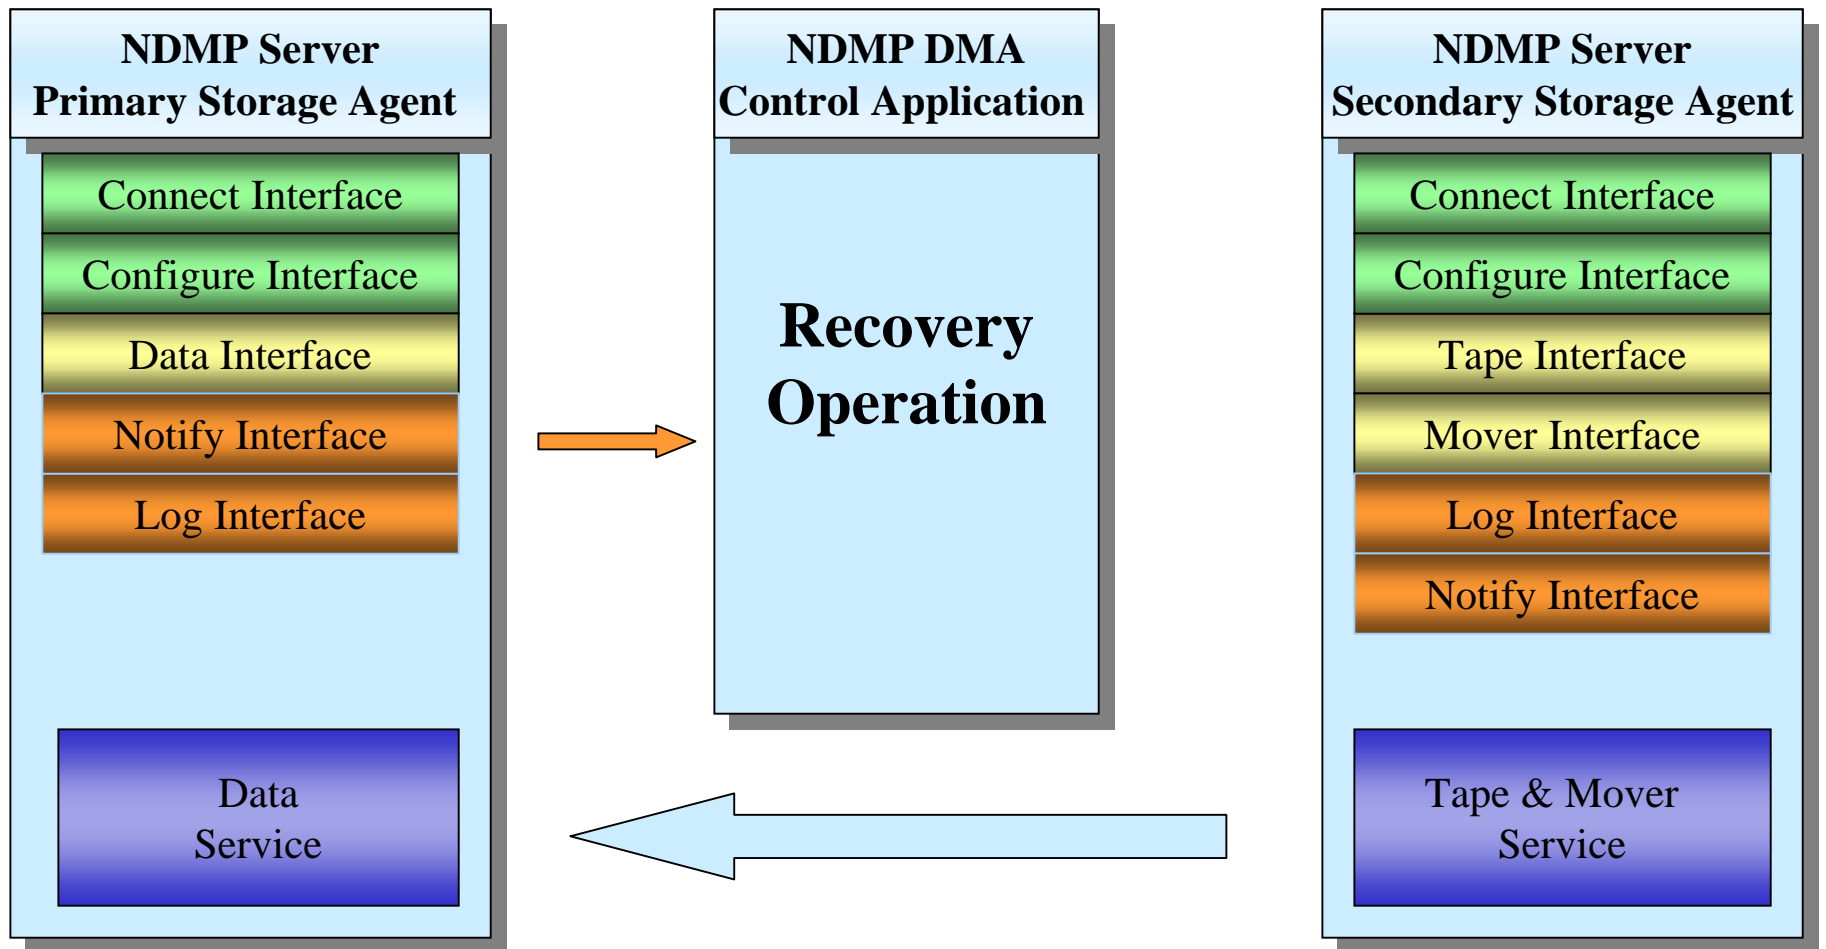 NDMP Server
Primary Storage Agent
Connect Interface
Configure Interface
Data Interface
Notify Interface
Log Interface
Data
Service
NDMP DMA
Control Application
Recovery
Operation
NDMP Server
Secondary Storage Agent
Connect Interface
Configure Interface
Tape Interface
Mover Interface
Log Interface
Notify Interface
Tape & Mover
Service